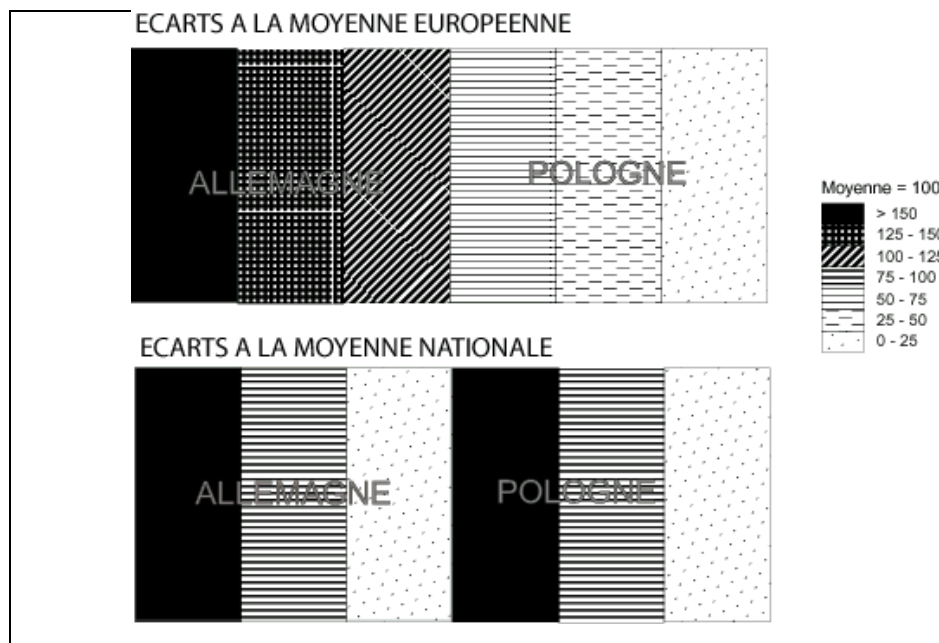 ECARTS A LA MOYENNE EUROPEENNE
ALLEMAGNE
POLOGNE
Moyenne = 100
> 150
125 - 150
100 - 125
75 - 100
50 - 75
25 - 50
0 - 25
ECARTS A LA MOYENNE NATIONALE
ALLEMAGNE
POLOGNE